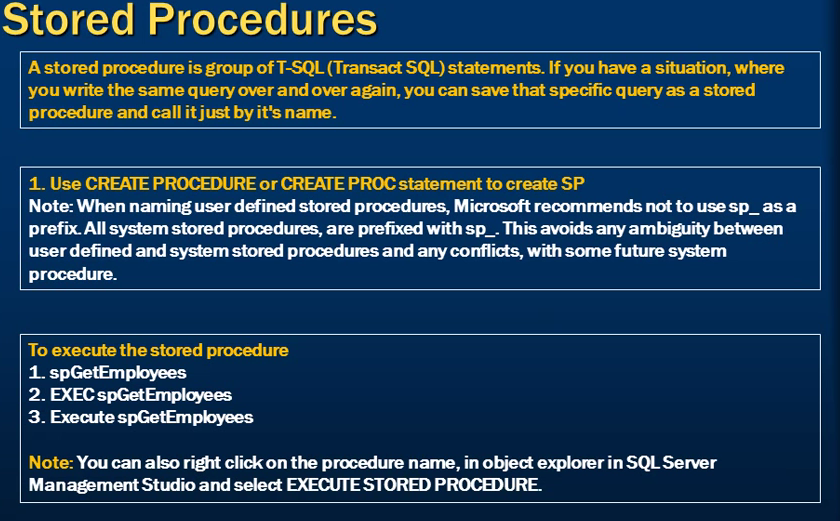 Stored Procedures
A stored procedure is group of T-SQL (Transact SQL) statements. If you have a situation, where
you write the same query over and over again, you can save that specific query as a stored
procedure and call it just by it's name.
1. Use CREATE PROCEDURE or CREATE PROC statement to create SP
Note: When naming user defined stored procedures, Microsoft recommends not to use sp_ as a
prefix. All system stored procedures, are prefixed with sp_. This avoids any ambiguity between
user defined and system stored procedures and any conflicts, with some future system
procedure.
To execute the stored procedure
1. spGetEmployees
2. EXEC spGetEmployees
3. Execute spGetEmployees
Note: You can also right click on the procedure name, in object explorer in SQL Server
Management Studio and select EXECUTE STORED PROCEDURE.